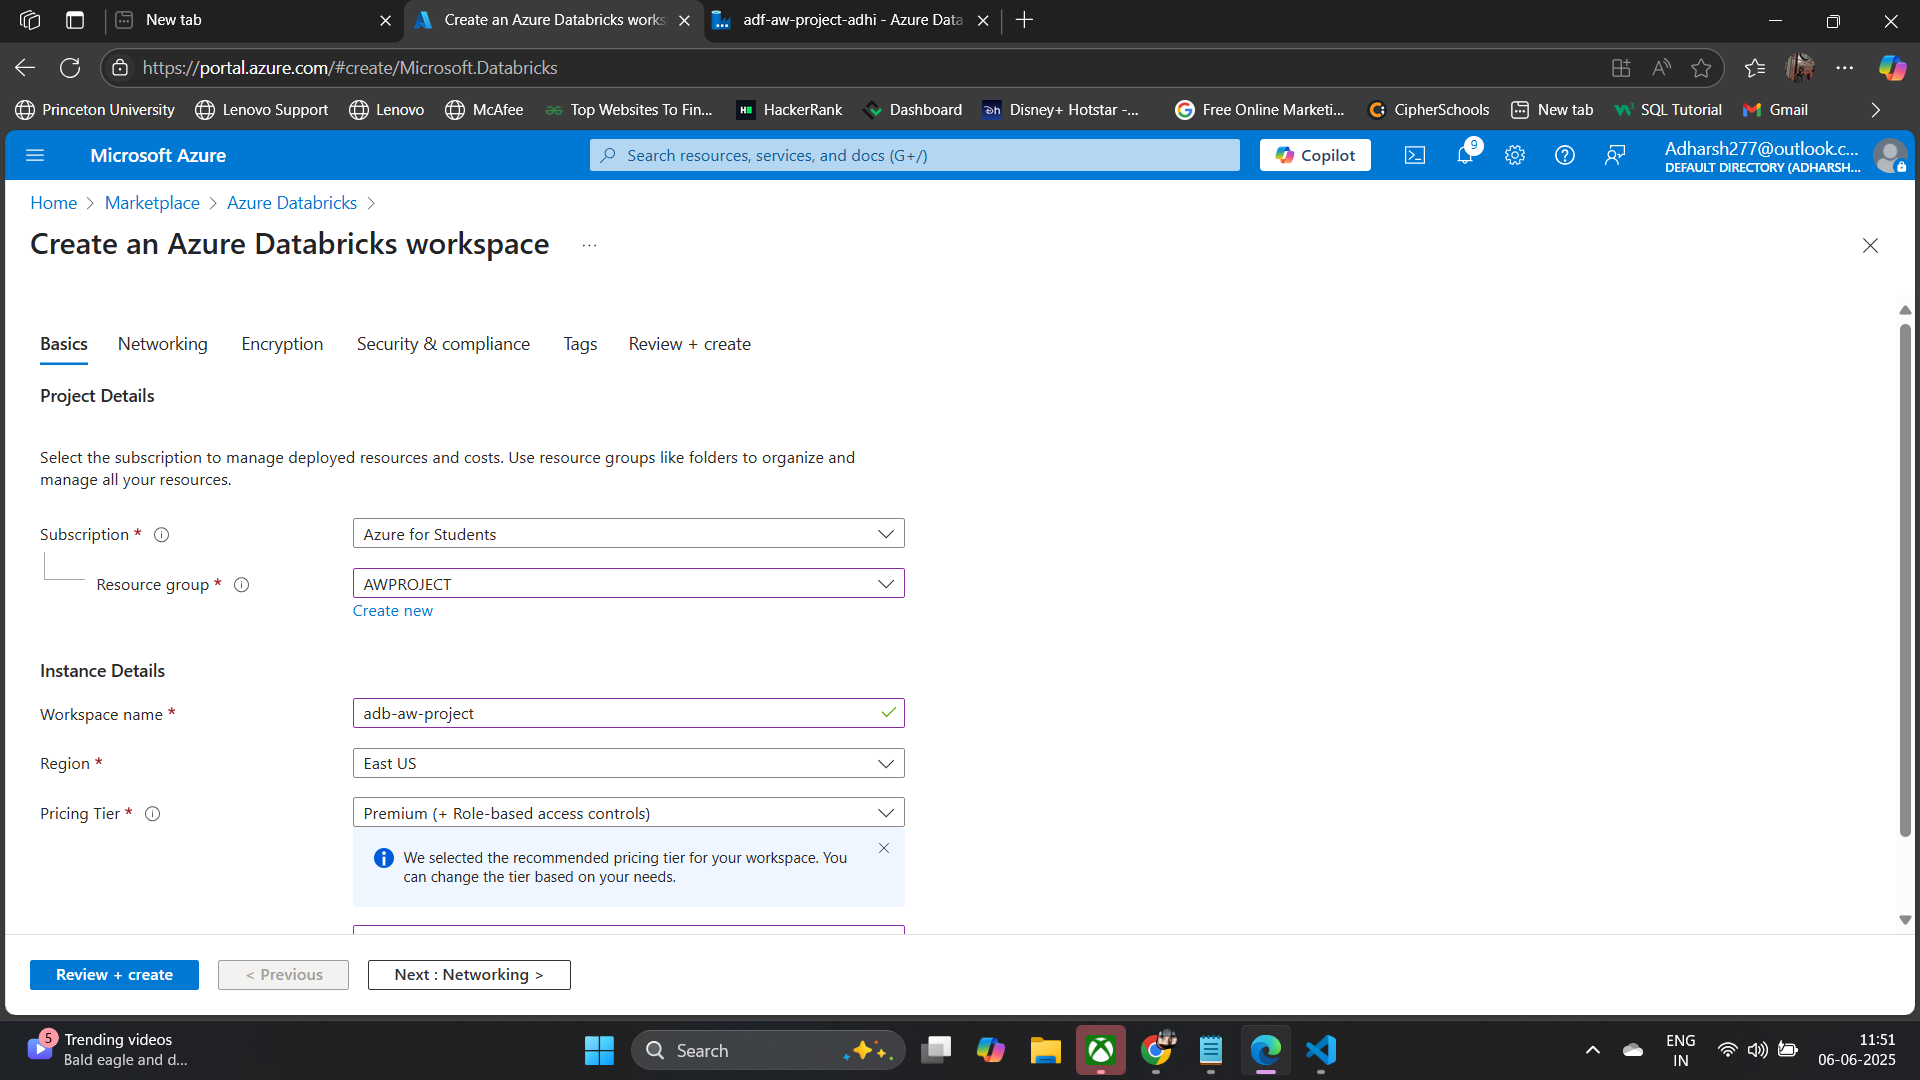 New tab
Create an Azure Databricks works
adf-aw-project-adhi - Azure Data
https://portal.azure.com/#create/Microsoft.Databricks
Princeton University
Lenovo Support
Lenovo
McAfee
Top Websites To Fin...
HackerRank
Dashboard
Disney+ Hotstar -...
Free Online Marketi...
CipherSchools
New tab
SQL Tutorial
Gmail
Microsoft Azure
Search resources, services, and docs (G+/)
Copilot
9
Adharsh277@outlook.c...
DEFAULT DIRECTORY (ADHARSH...
Home > Marketplace > Azure Databricks >
Create an Azure Databricks workspace ...
Basics
Networking
Encryption
Security & compliance
Tags
Review + create
Project Details
Select the subscription to manage deployed resources and costs. Use resource groups like folders to organize and
manage all your resources.
Subscription *
Azure for Students
Resource group *
AWPROJECT
Create new
Instance Details
Workspace name *
adb-aw-project
Region *
East US
Pricing Tier *
Premium (+ Role-based access controls)
We selected the recommended pricing tier for your workspace. You
can change the tier based on your needs.
Review + create
< Previous
Next : Networking >
5
Trending videos
Bald eagle and d...
Search
ENG
IN
11:51
06-06-2025